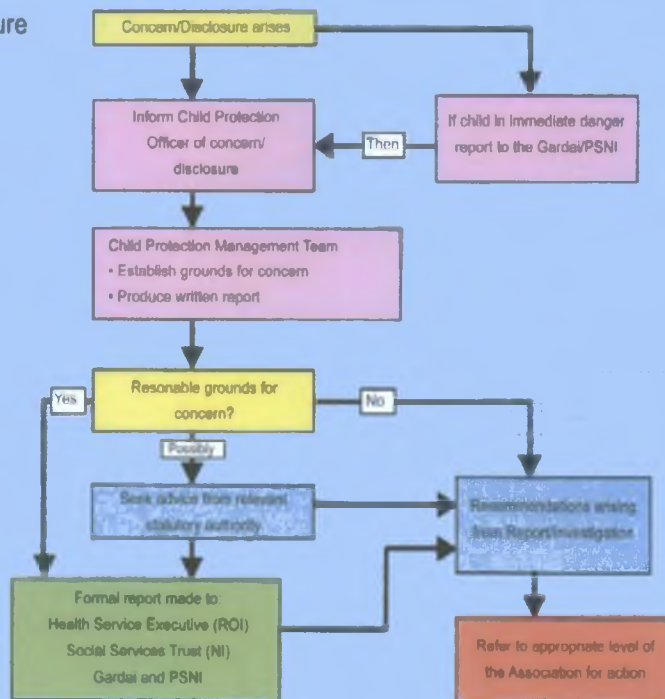 ure
Concern/Disclosure arises
Inform Child Protection
Officer of concern/
disclosure
Then
If child in immediate danger
report to the Gardai/PSNI
Child Protection Management Team
• Establish grounds for concern
• Produce written report
Resonable grounds for
concern?
Yes
No
Possibly
Seek advice from relevant
statutory authority
Recommendations arising
from Report/Investigation
Formal report made to
Health Service Executive (ROI)
Social Services Trust (NI)
Gardai and PSNI
Refer to appropriate level of
the Association for action